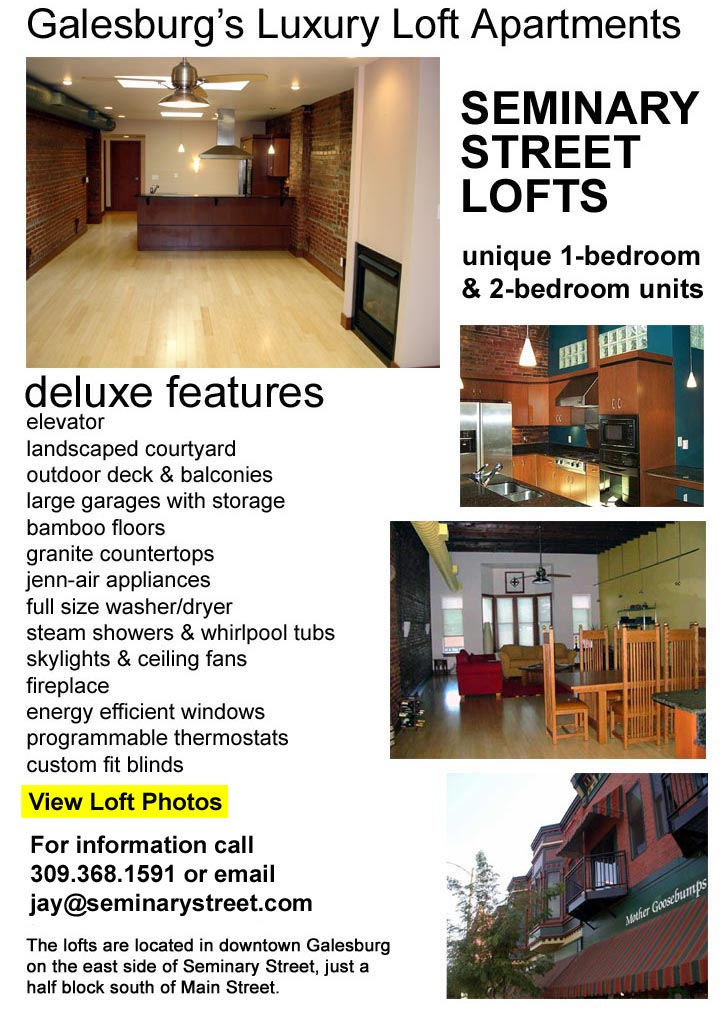 Galesburg's Luxury Loft Apartments
SEMINARY
STREET
LOFTS
unique 1-bedroom
& 2-bedroom units
deluxe features
elevator
landscaped courtyard
outdoor deck & balconies
large garages with storage
bamboo floors
granite countertops
jenn-air appliances
full size washer/dryer
steam showers & whirlpool tubs
skylights & ceiling fans
fireplace
energy efficient windows
programmable thermostats
custom fit blinds
View Loft Photos
For information call
309.368.1591 or email
jay@seminarystreet.com
The lofts are located in downtown Galesburg
on the east side of Seminary Street, just a
half block south of Main Street.
Mother Goosebumps